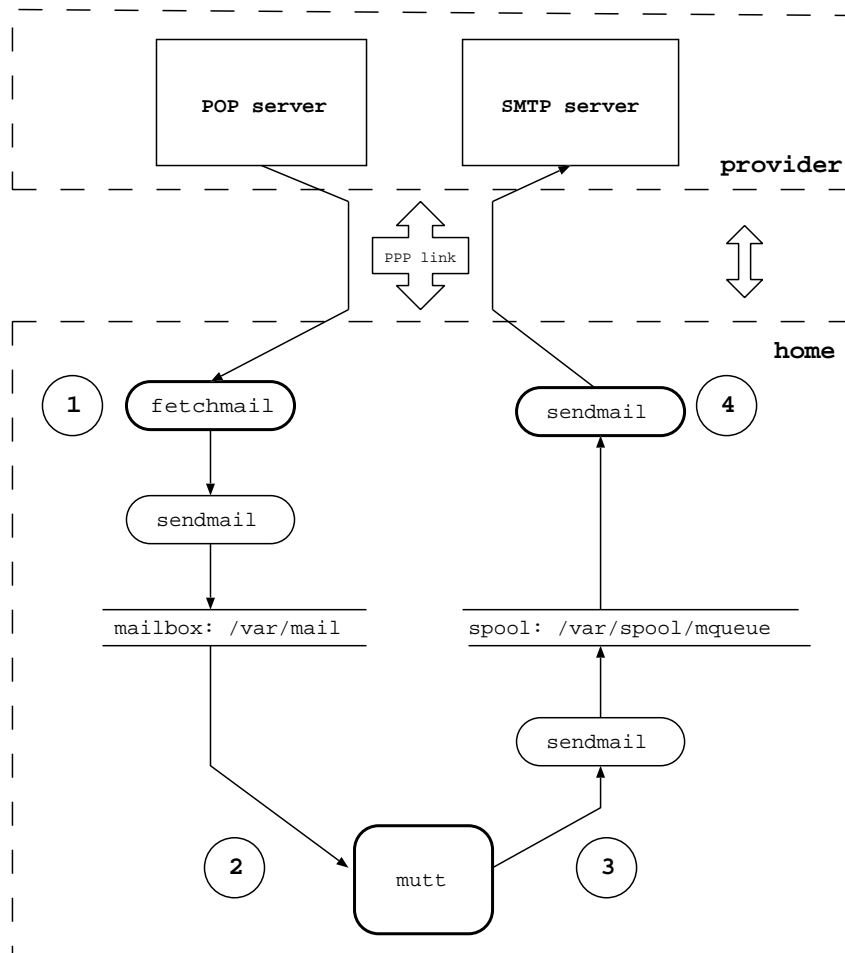 POP server
SMTP server
provider
PPP link
home
1
fetchmail
sendmail
4
sendmail
mailbox: /var/mail
spool: /var/spool/mqueue
sendmail
2
mutt
3